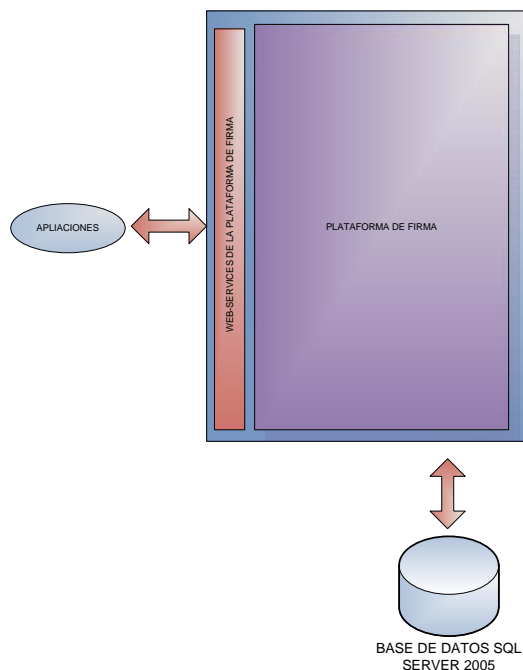 APLIACIONES
WEB-SERVICES DE LA PLATAFORMA DE FIRMA
PLATAFORMA DE FIRMA
BASE DE DATOS SQL
SERVER 2005